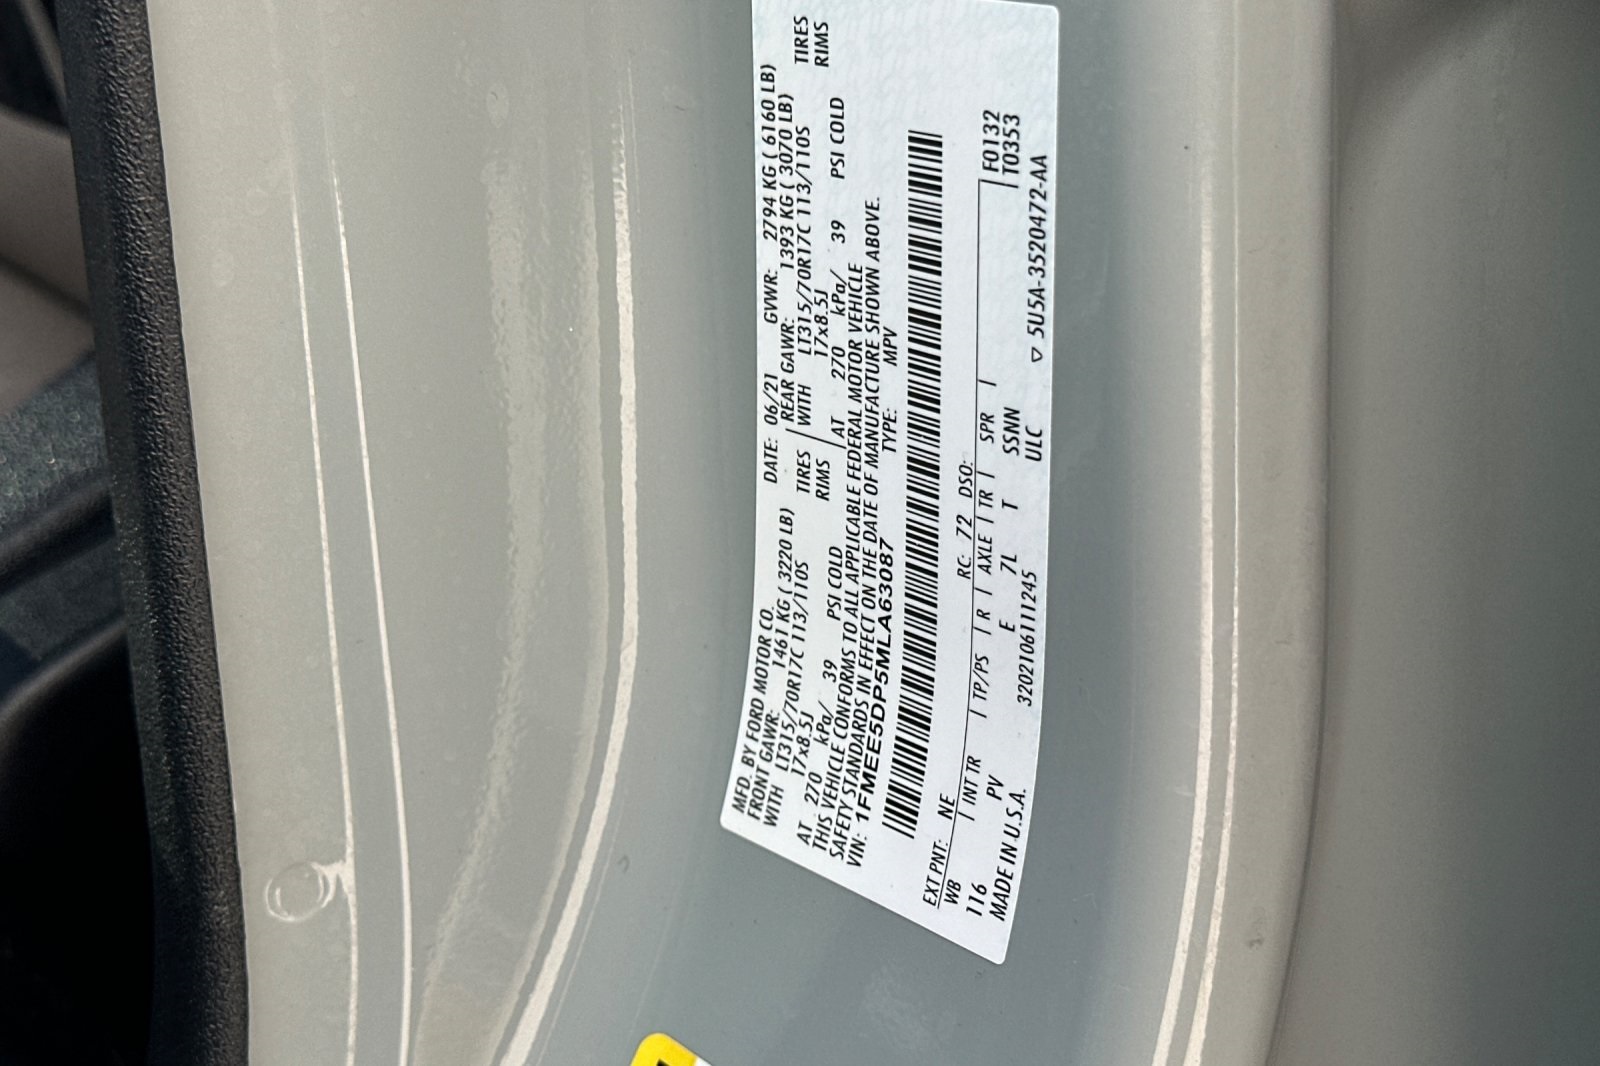 MFD. BY FORD MOTOR CO. DATE: 06/21 GVWR: 2794 KG ( 6160 LB)
FRONT GAWR: 1461 KG ( 3220 LB) REAR GAWR: 1393 KG ( 3070 LB)
WITH LT315/70R17C 113/110S TIRES WITH LT315/70R17C 113/110S TIRES
17x8.5J RIMS 17x8.5J RIMS
AT 270 kPa/ 39 PSI COLD AT 270 kPa/ 39 PSI COLD
THIS VEHICLE CONFORMS TO ALL APPLICABLE FEDERAL MOTOR VEHICLE
SAFETY STANDARDS IN EFFECT ON THE DATE OF MANUFACTURE SHOWN ABOVE.
VIN: 1FMEE5DP5MLA63087 TYPE: MPV
EXT PNT: NE RC: 72 DSO:
WB INT TR TP/PS R AXLE TR SPR F0132
116 PV E 7L T SSNN T0353
MADE IN U.S.A. 320210611245 ULC ▽ 5U5A-3520472-AA